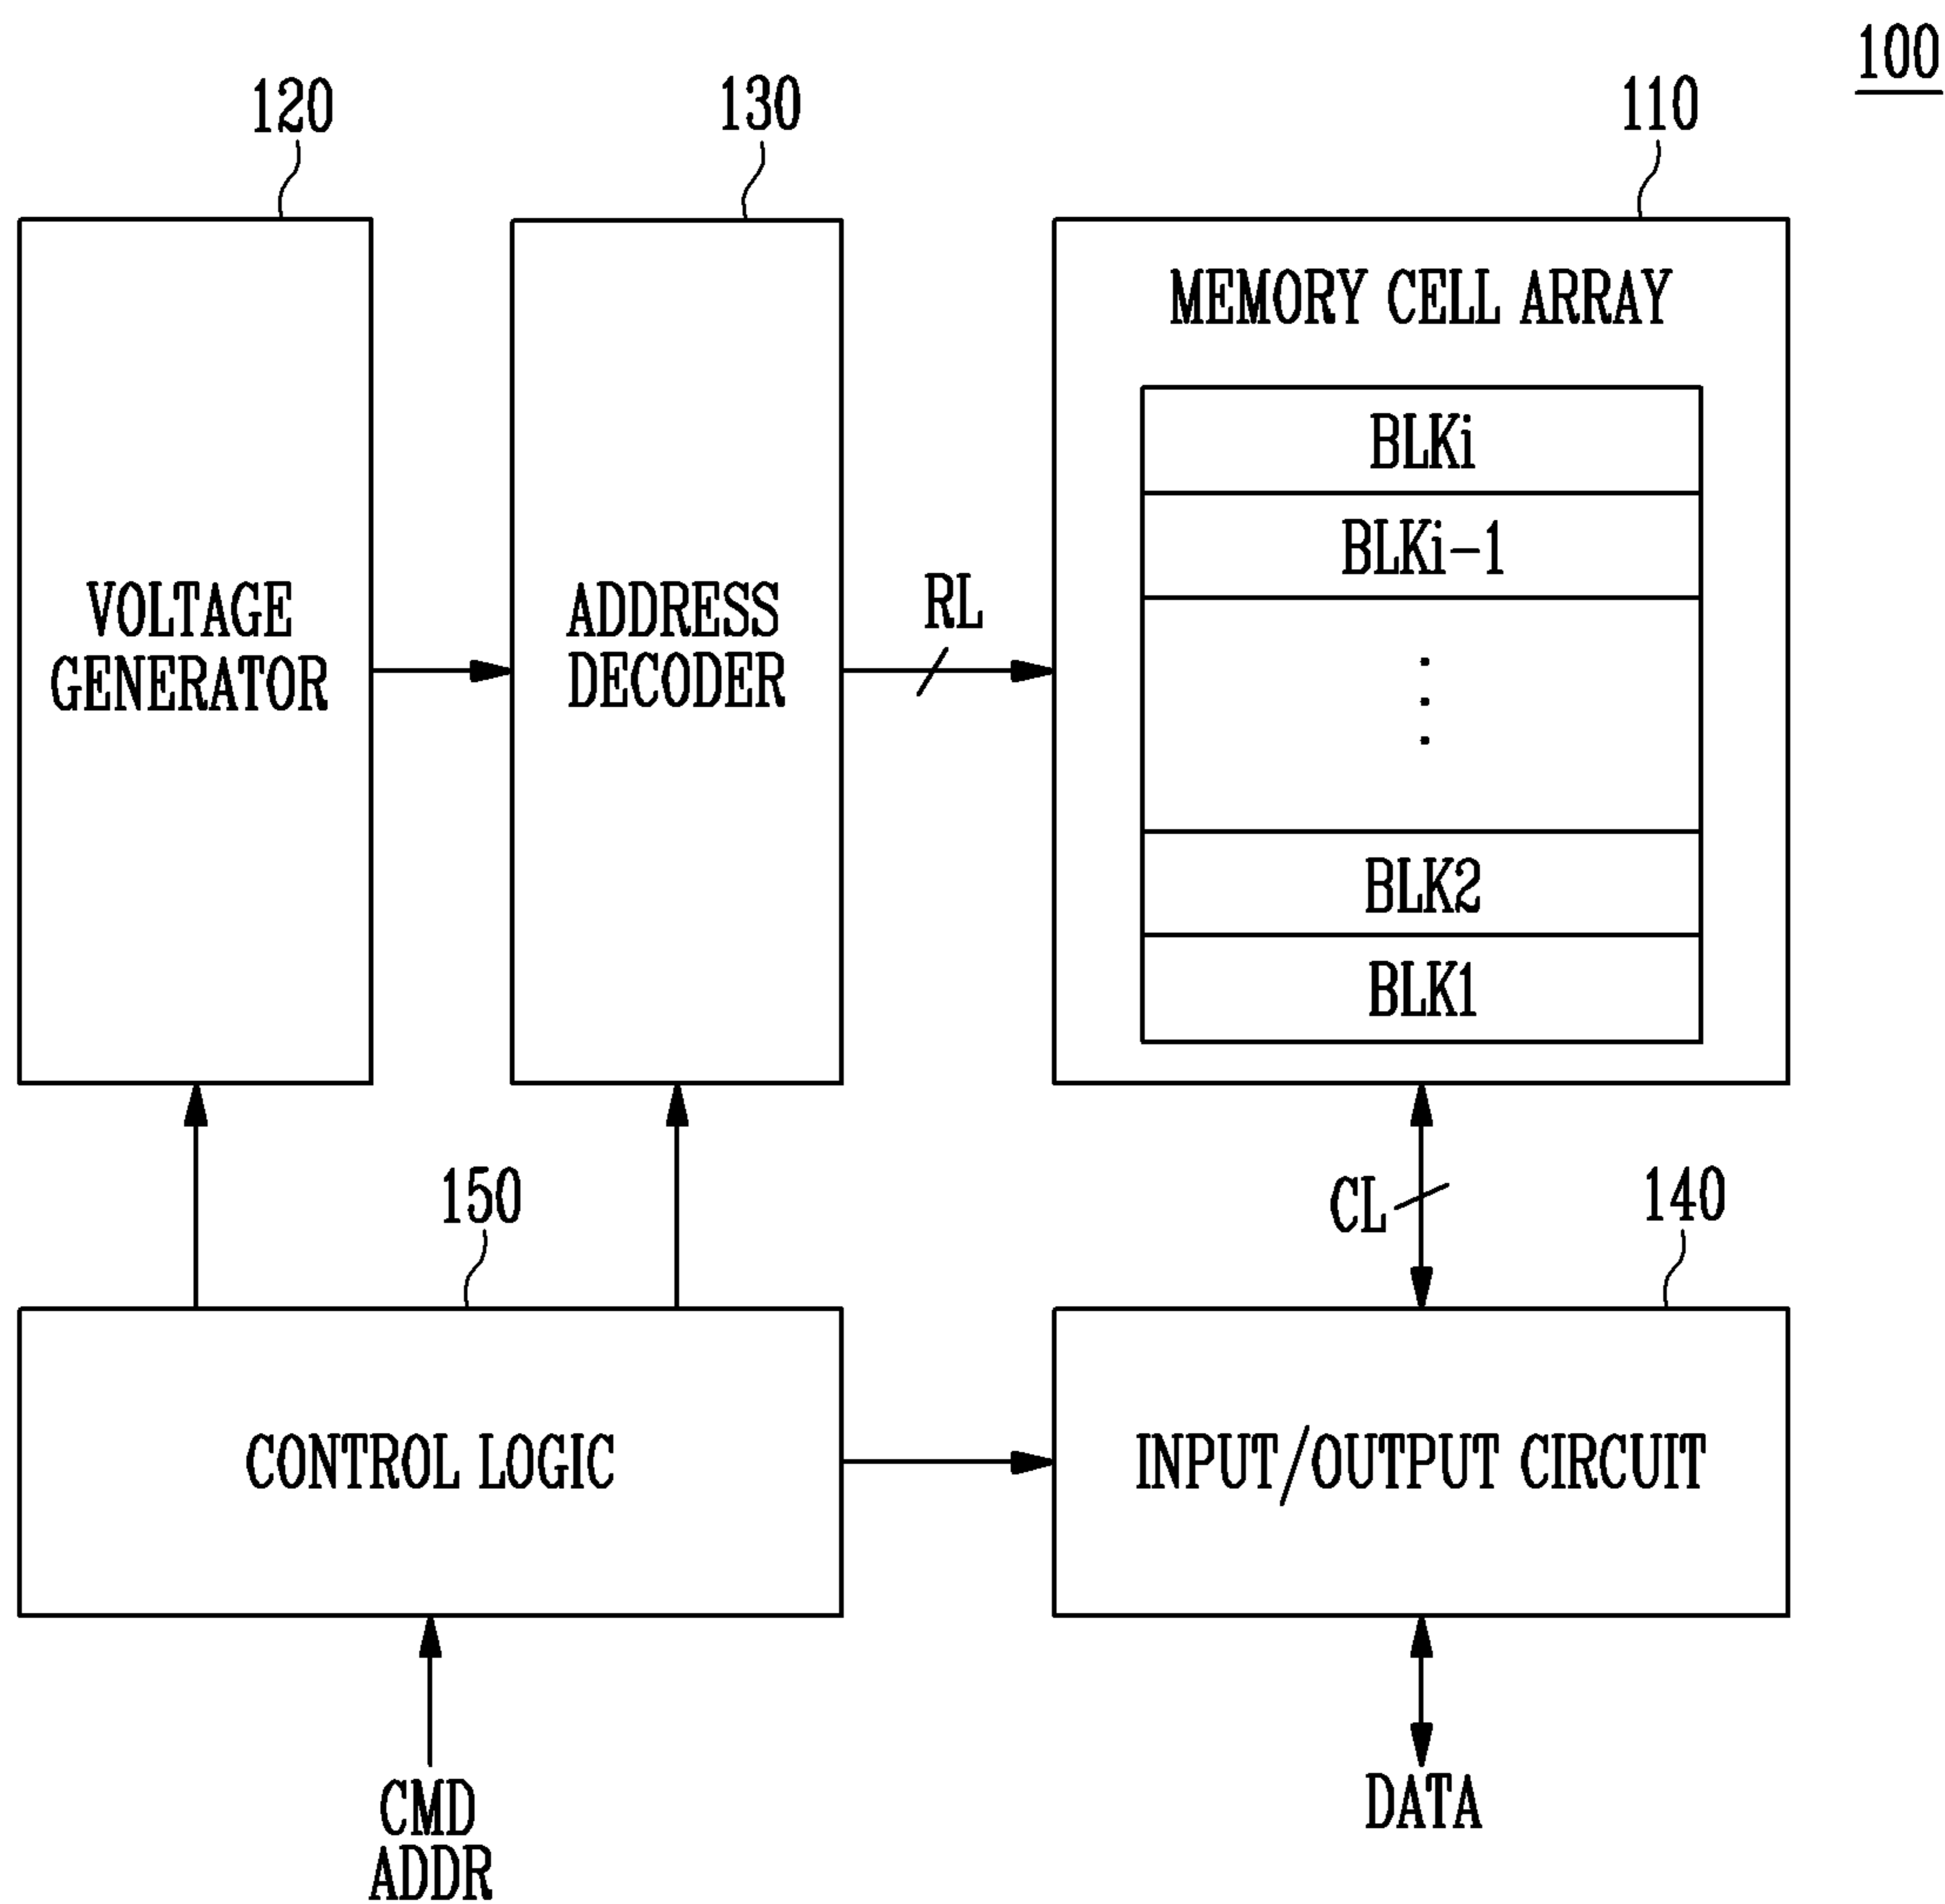 100
120
130
110
VOLTAGE
GENERATOR
ADDRESS
DECODER
RL
MEMORY CELL ARRAY
BLKi
BLKi-1
⋮
BLK2
BLK1
150
CL
140
CONTROL LOGIC
INPUT/OUTPUT CIRCUIT
CMD
ADDR
DATA